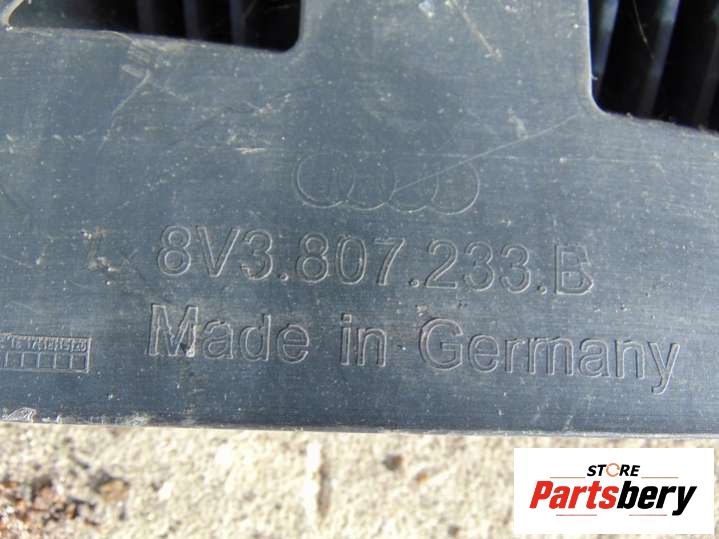 8V3.807.233.B
Made in Germany
STORE
Partsbery